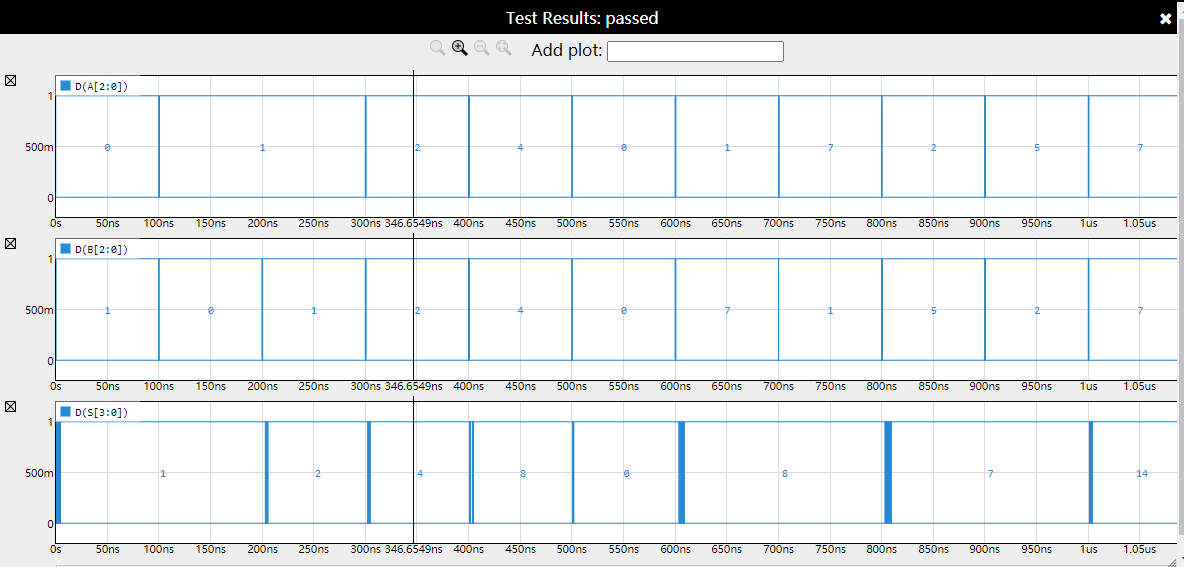 Test Results: passed
Add plot:
D(A[2:0])
1
500m
0
0 1 2 4 0 1 7 2 5 7
0s 50ns 100ns 150ns 200ns 250ns 300ns 346.6549ns 400ns 450ns 500ns 550ns 600ns 650ns 700ns 750ns 800ns 850ns 900ns 950ns 1us 1.05us
D(B[2:0])
1
500m
0
1 0 1 2 4 0 7 1 5 2 7
0s 50ns 100ns 150ns 200ns 250ns 300ns 346.6549ns 400ns 450ns 500ns 550ns 600ns 650ns 700ns 750ns 800ns 850ns 900ns 950ns 1us 1.05us
D(S[3:0])
1
500m
0
1 2 4 8 0 8 7 14
0s 50ns 100ns 150ns 200ns 250ns 300ns 346.6549ns 400ns 450ns 500ns 550ns 600ns 650ns 700ns 750ns 800ns 850ns 900ns 950ns 1us 1.05us